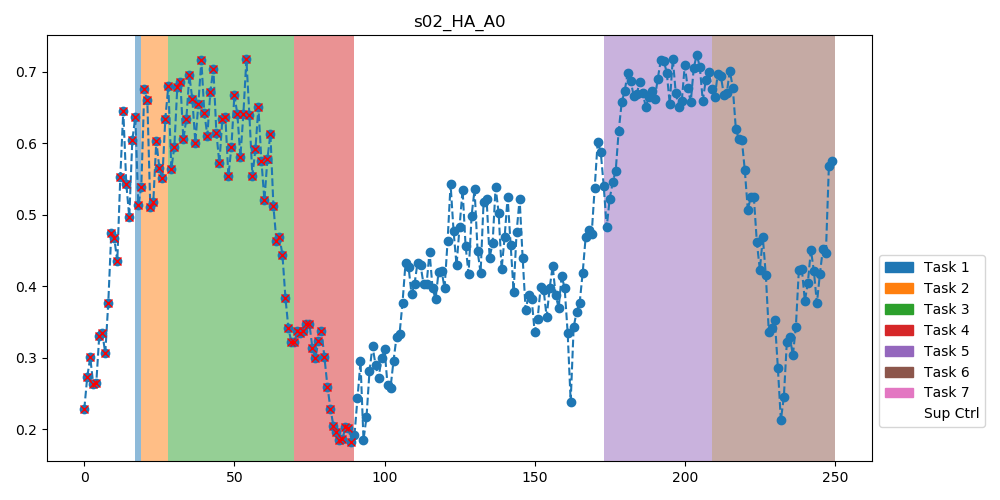 s02_HA_A0
0.7
0.6
0.5
0.4
0.3
0.2
0 50 100 150 200 250
Task 1
Task 2
Task 3
Task 4
Task 5
Task 6
Task 7
Sup Ctrl